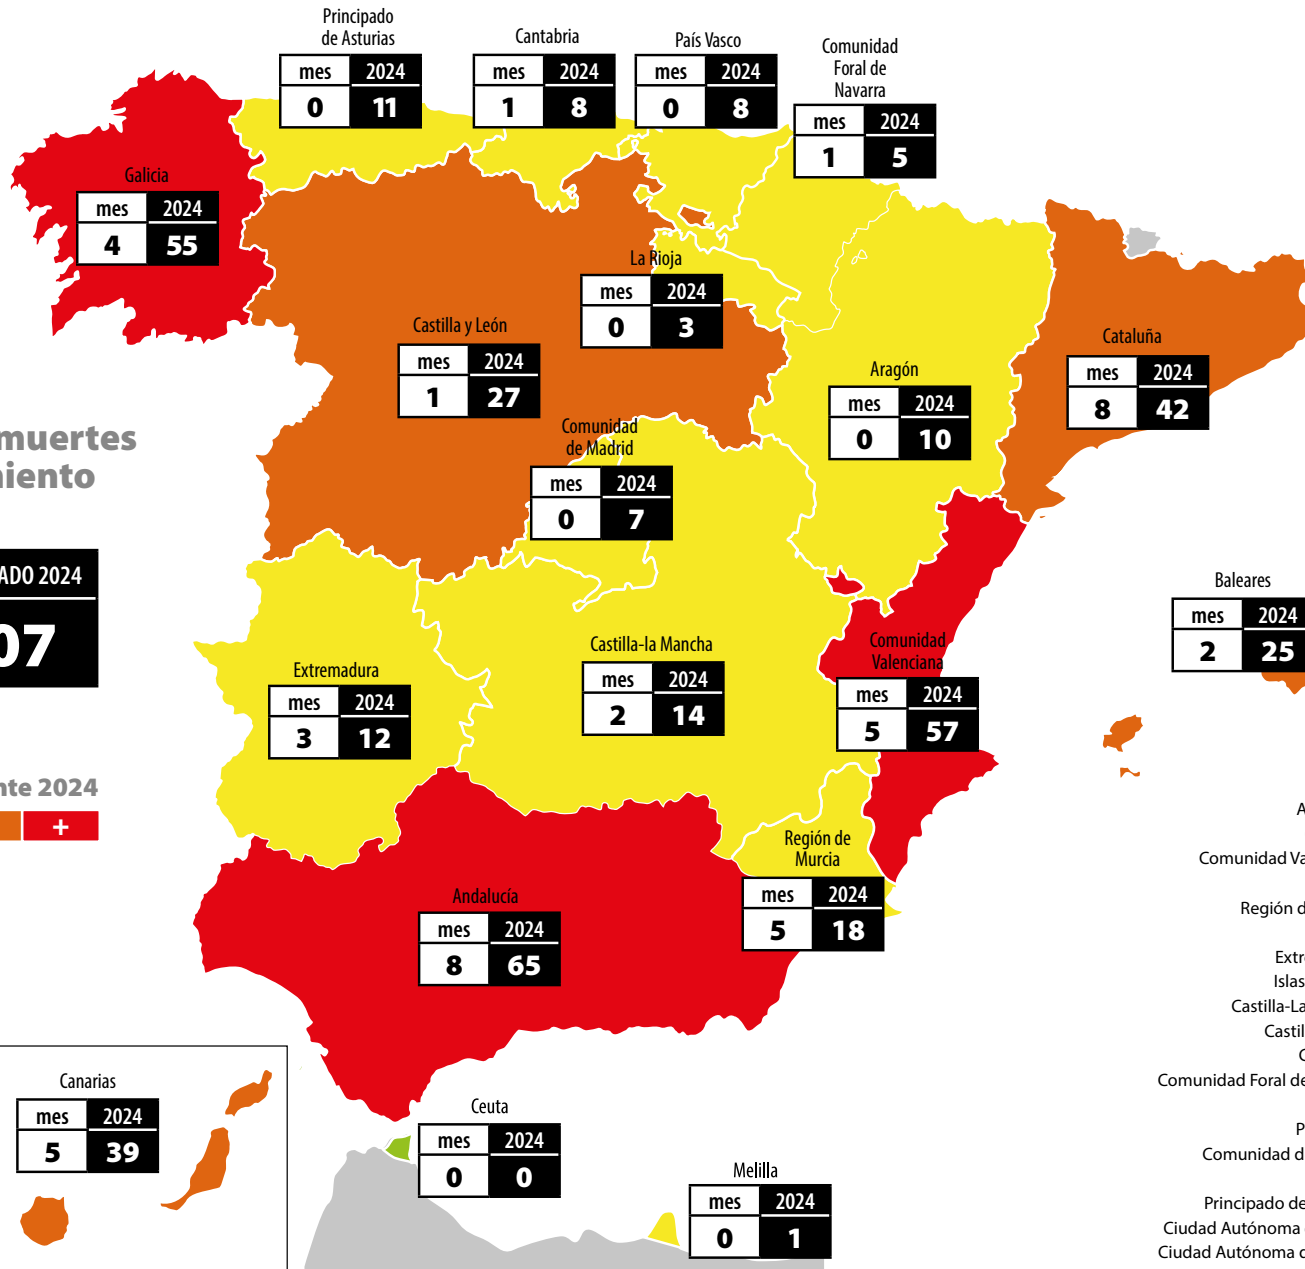 Principado
de Asturias
mes 2024
0 11
Cantabria
mes 2024
1 8
País Vasco
mes 2024
0 8
Comunidad
Foral de
Navarra
mes 2024
1 5
Galicia
mes 2024
4 55
La Rioja
mes 2024
0 3
Castilla y León
mes 2024
1 27
Cataluña
mes 2024
8 42
Aragón
mes 2024
0 10
Comunidad
de Madrid
mes 2024
0 7
muertes
iento
ADO 2024
07
Baleares
mes 2024
2 25
Castilla-la Mancha
mes 2024
2 14
Comunidad
Valenciana
mes 2024
5 57
Extremadura
mes 2024
3 12
nte 2024
+
Región de
Murcia
mes 2024
5 18
Andalucía
mes 2024
8 65
Canarias
mes 2024
5 39
Ceuta
mes 2024
0 0
Melilla
mes 2024
0 1
A
Comunidad Va
Región d
Extr
Islas
Castilla-La
Castil
C
Comunidad Foral de
P
Comunidad d
Principado de
Ciudad Autónoma
Ciudad Autónoma d